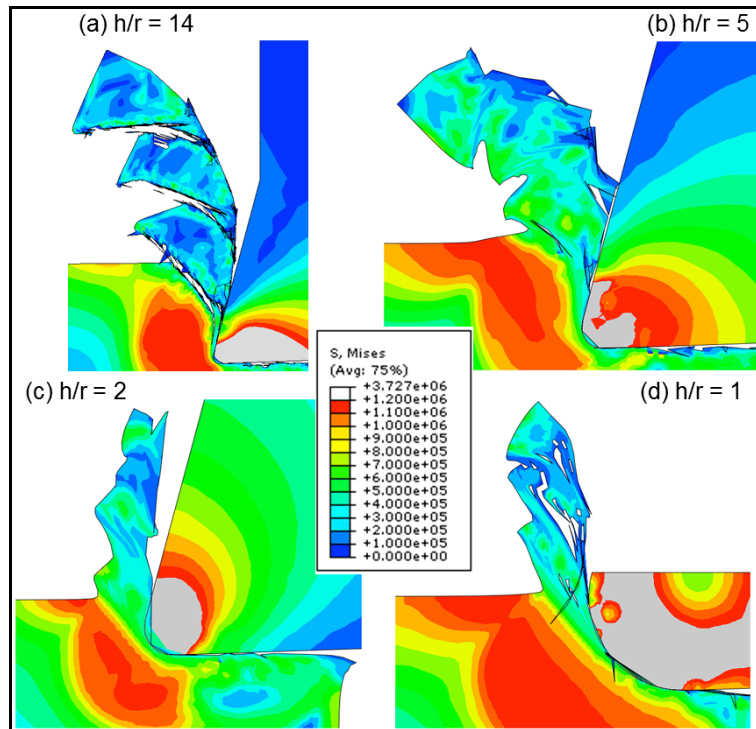 (a) h/r = 14
(b) h/r = 5
S, Mises
(Avg: 75%)
+3.727e+06
+1.200e+06
+1.100e+06
+1.000e+06
+9.000e+05
+8.000e+05
+7.000e+05
+6.000e+05
+5.000e+05
+4.000e+05
+3.000e+05
+2.000e+05
+1.000e+05
+0.000e+00
(c) h/r = 2
(d) h/r = 1